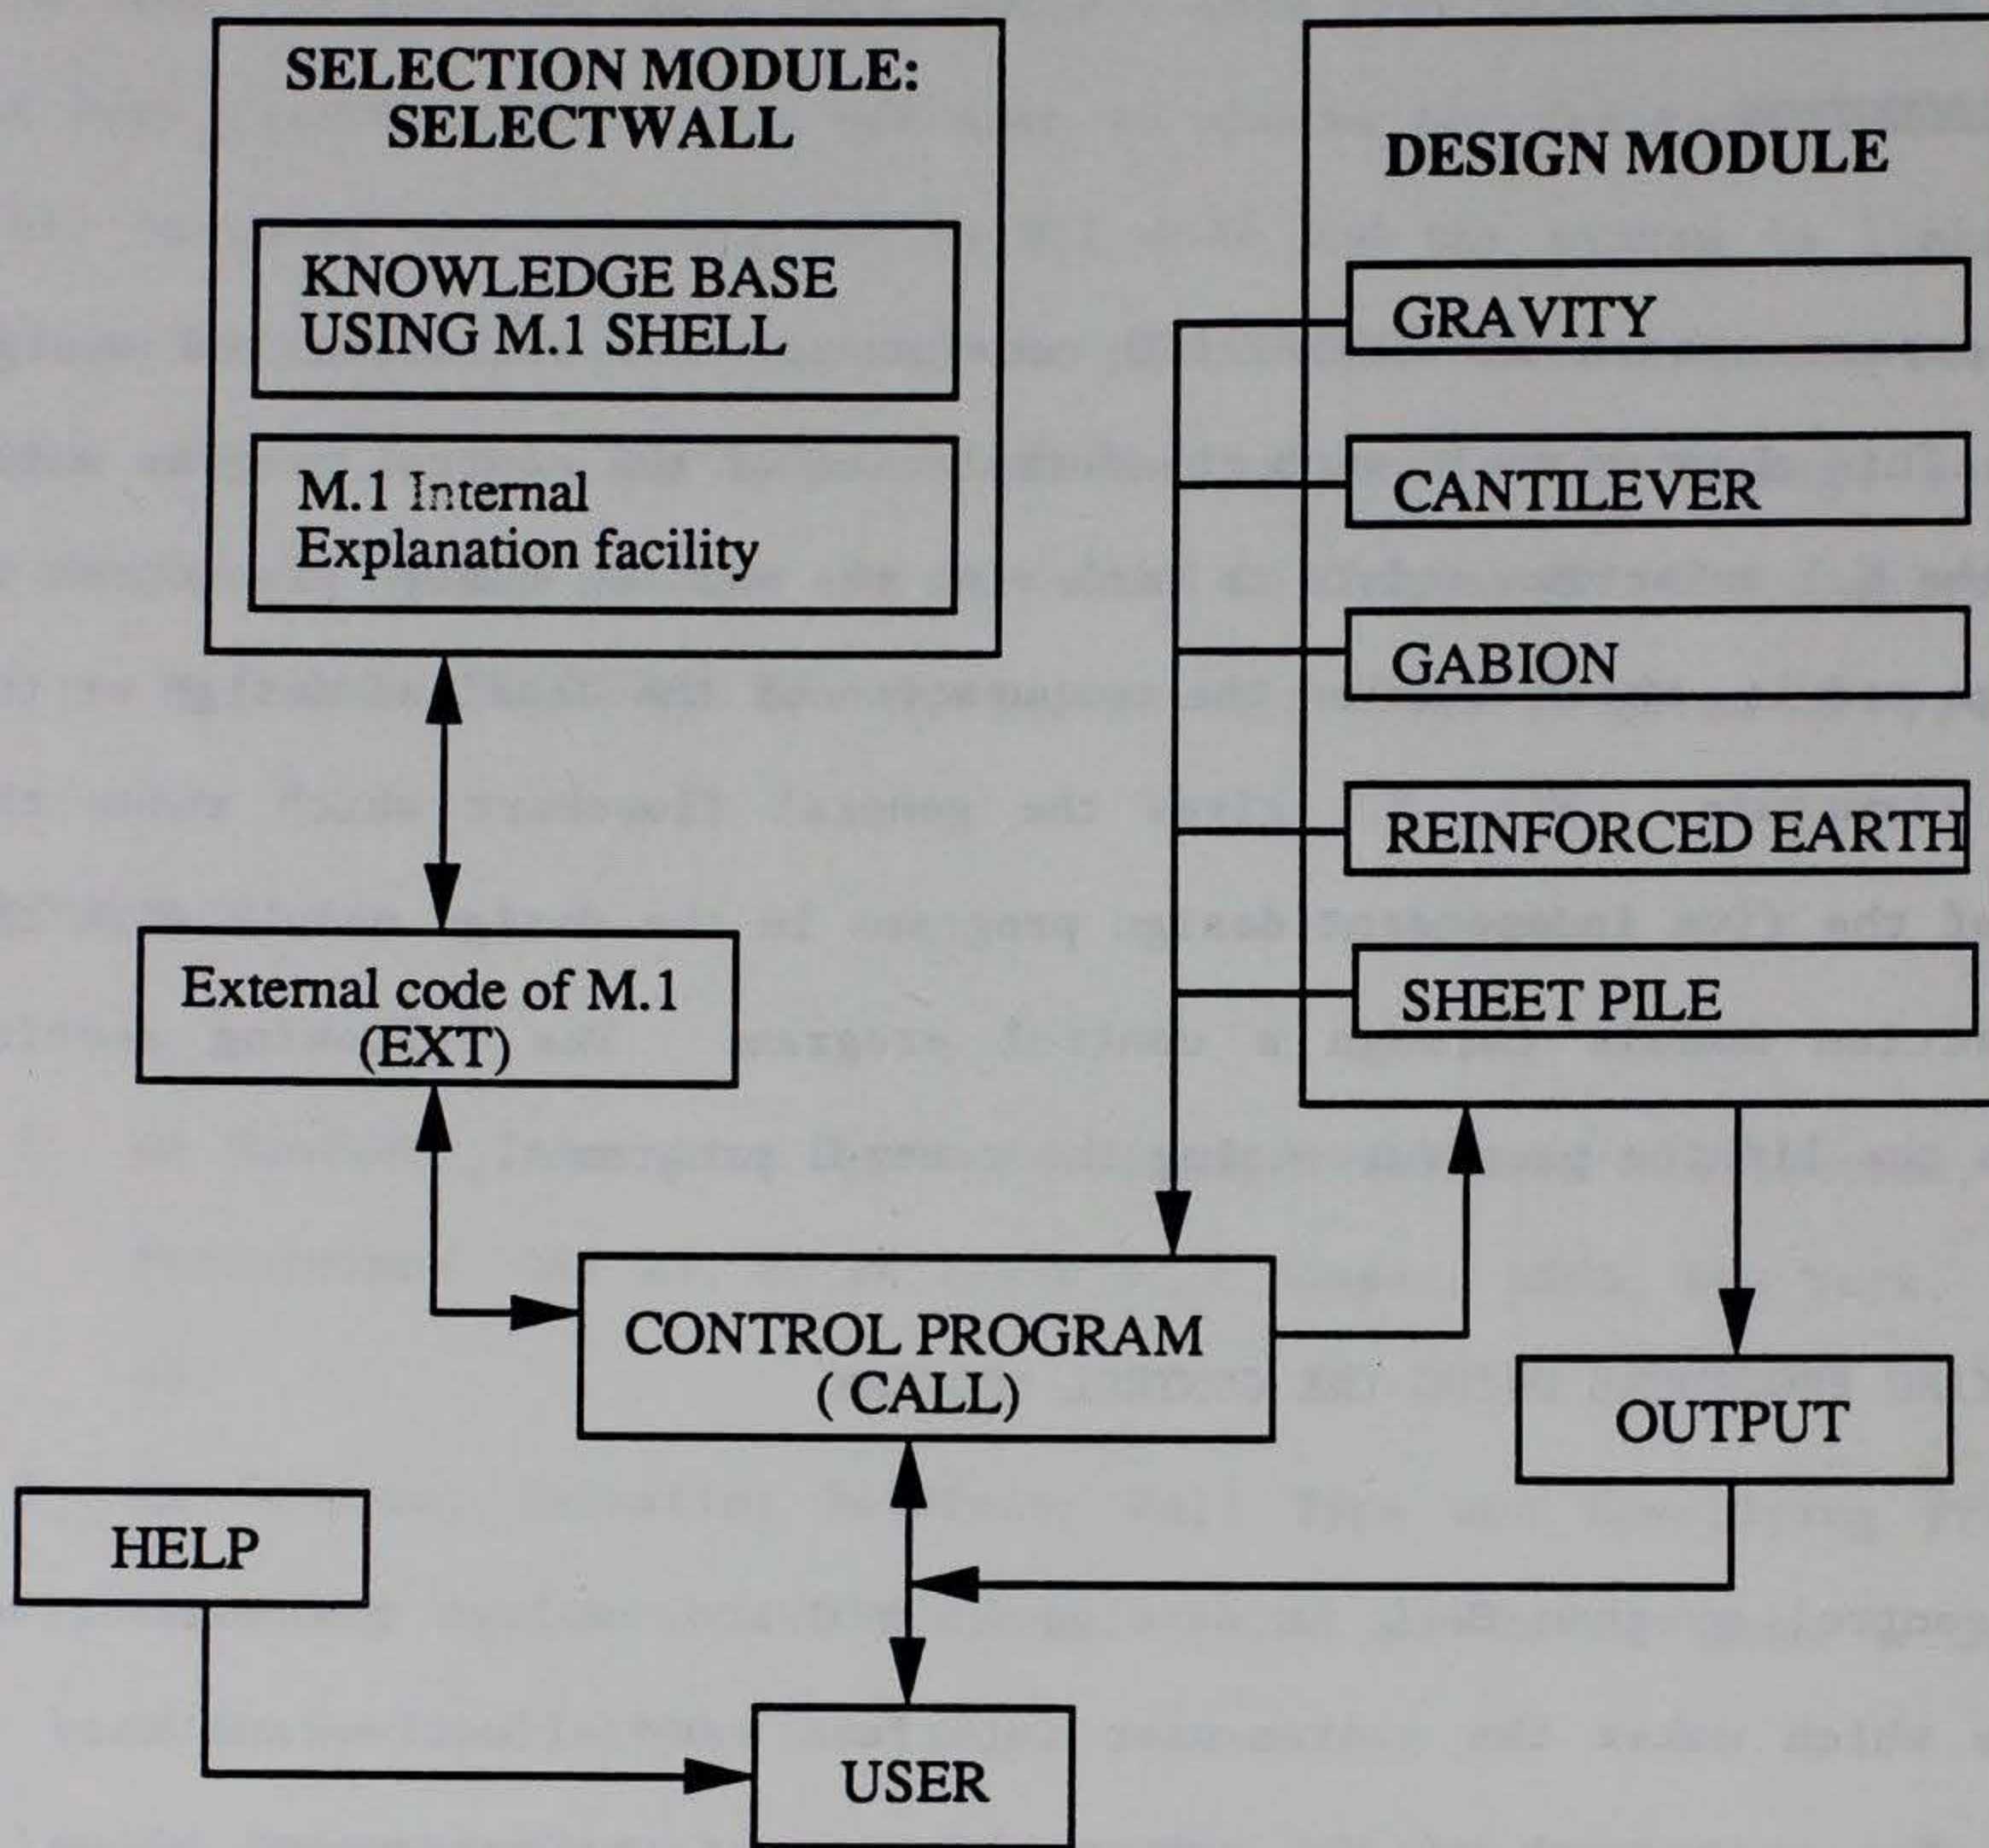 SELECTION MODULE:
SELECTWALL
KNOWLEDGE BASE
USING M.1 SHELL
M.1 Internal
Explanation facility
External code of M.1
(EXT)
DESIGN MODULE
GRAVITY
CANTILEVER
GABION
REINFORCED EARTH
SHEET PILE
CONTROL PROGRAM
( CALL)
OUTPUT
HELP
USER